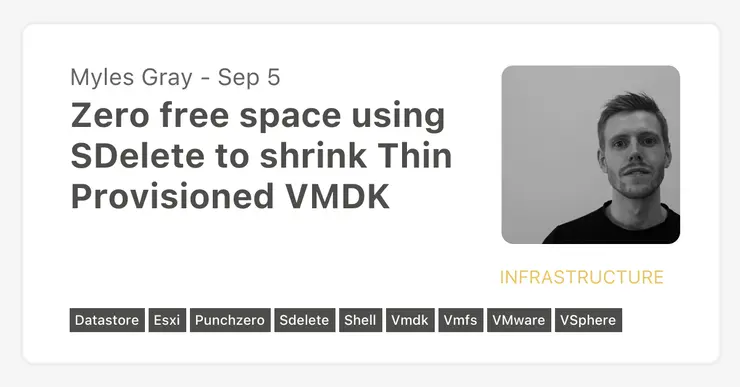 Myles Gray - Sep 5
Zero free space using
SDelete to shrink Thin
Provisioned VMDK
INFRASTRUCTURE
Datastore Esxi Punchzero Sdelete Shell Vmdk Vmfs VMware VSphere